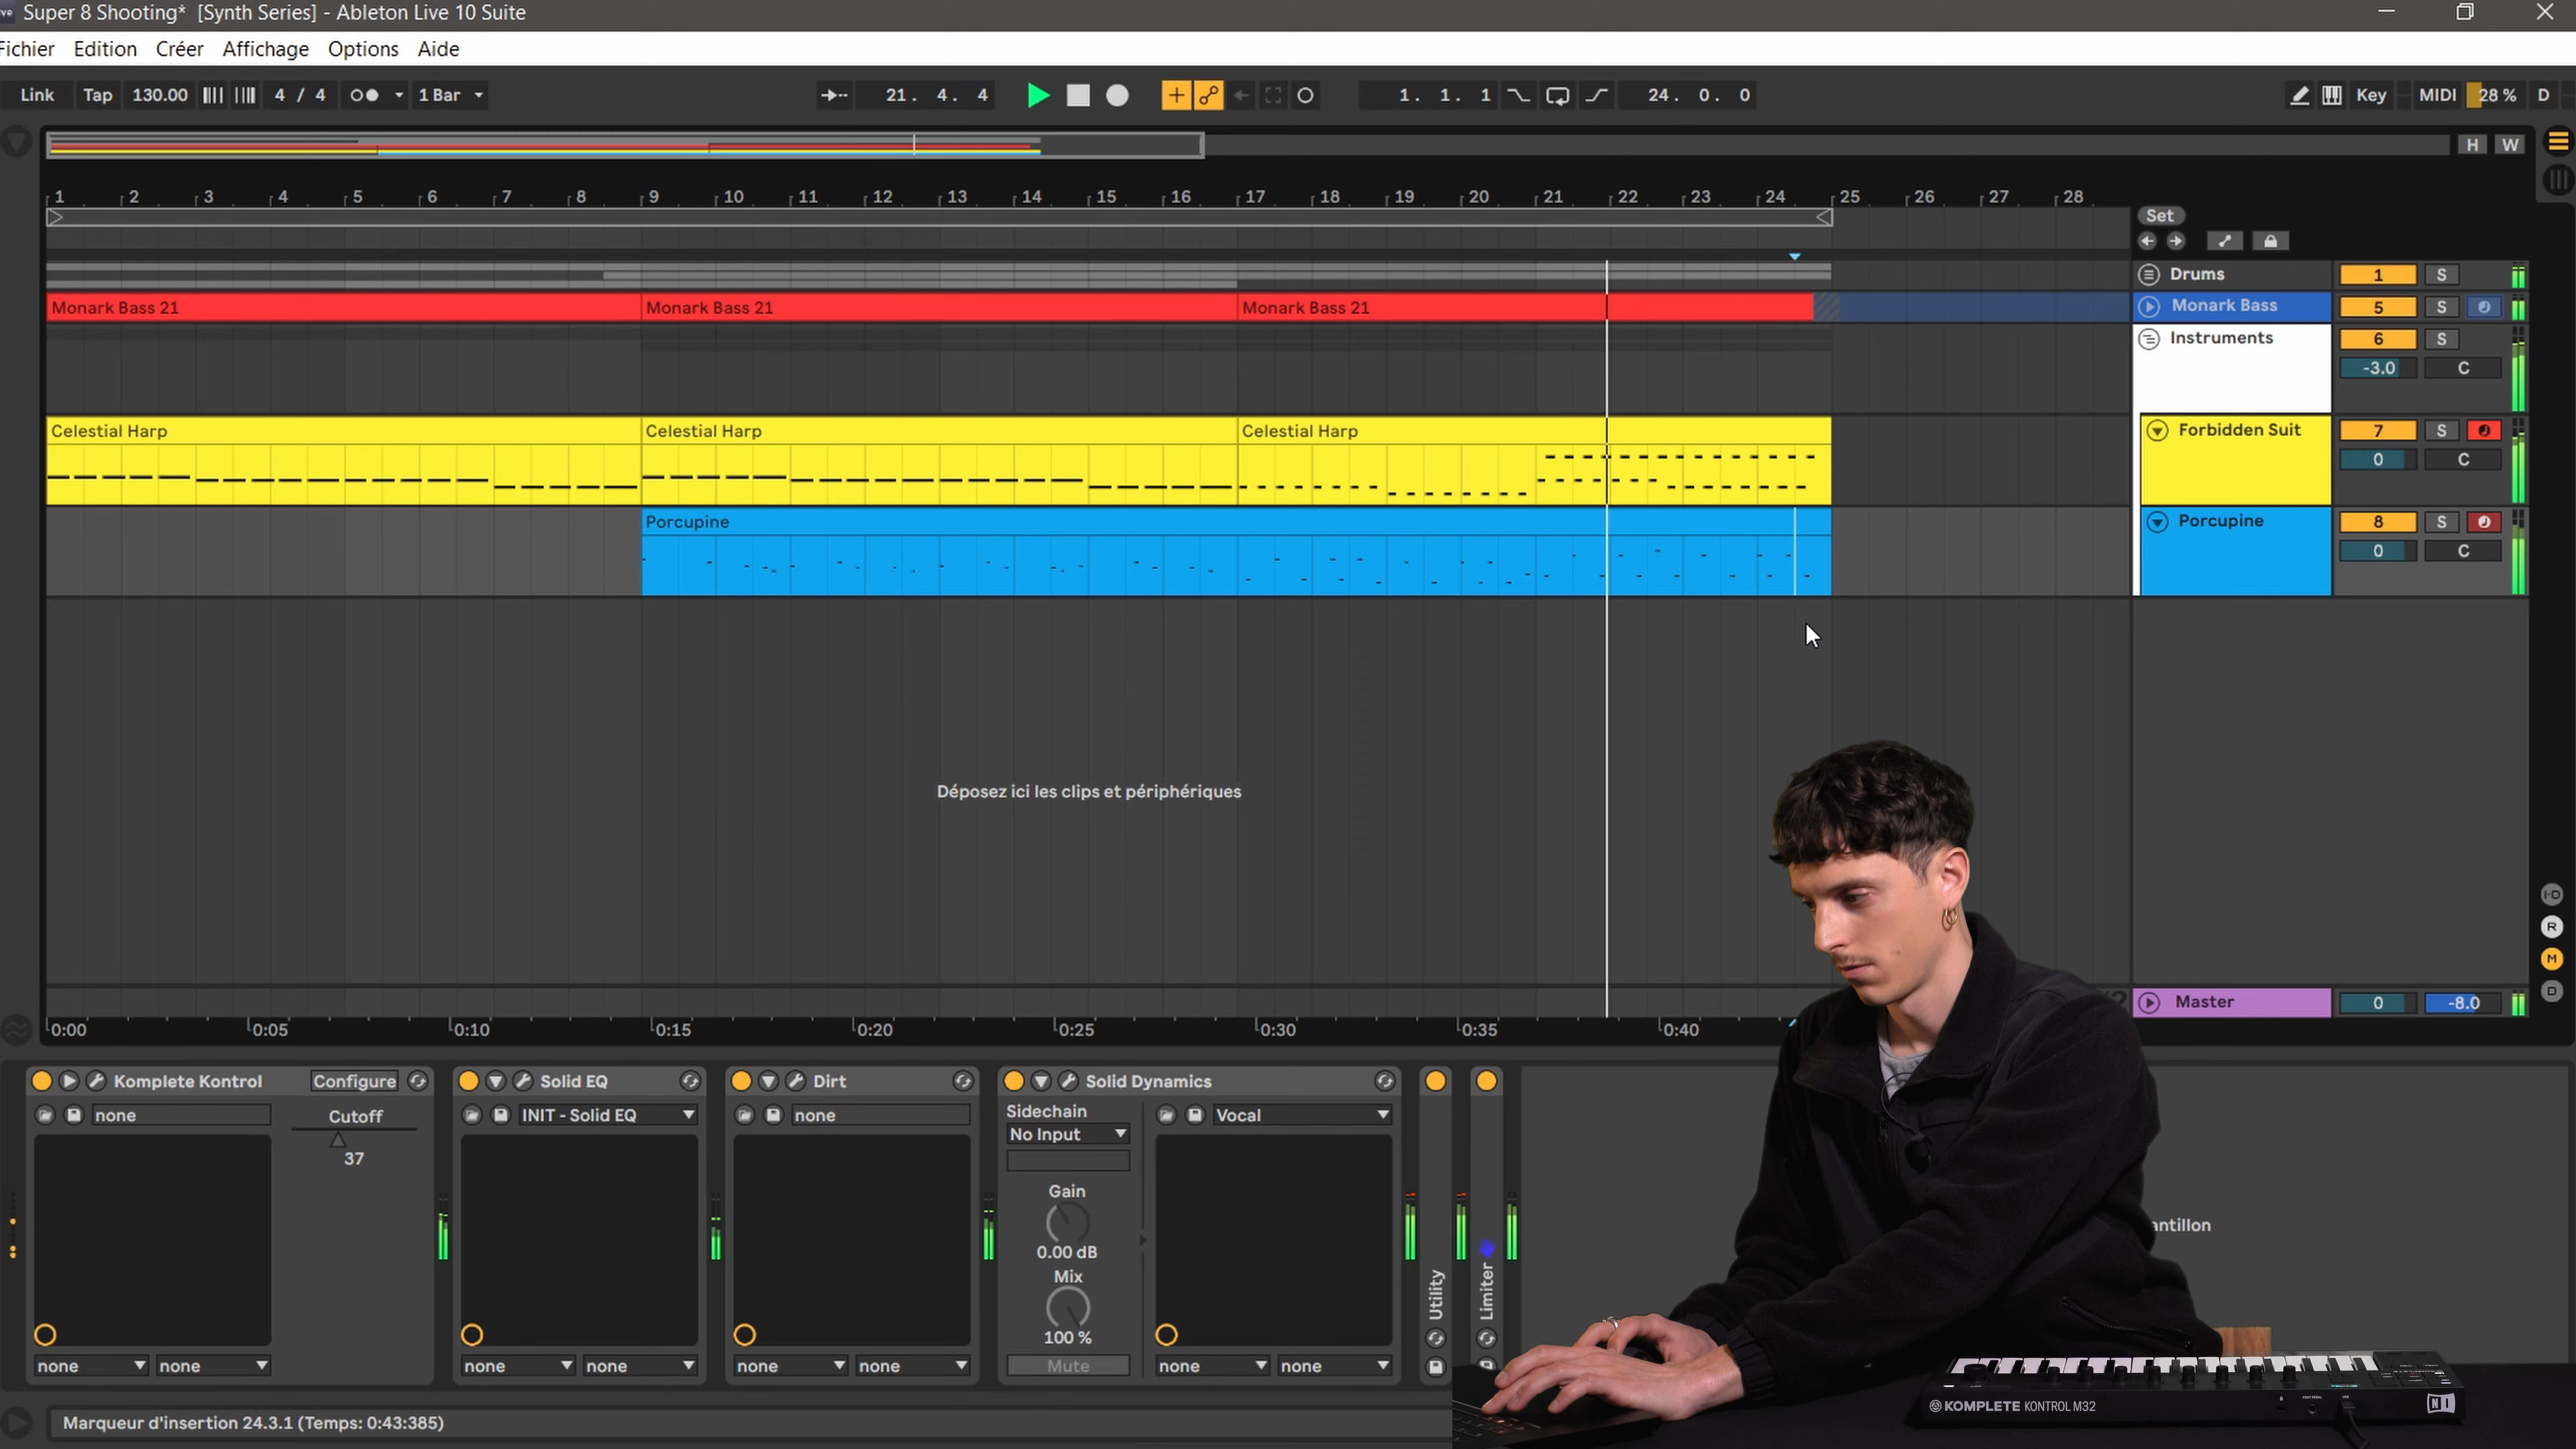 Super 8 Shooting* [Synth Series] - Ableton Live 10 Suite
Fichier Edition Créer Affichage Options Aide
Link Tap 130.00 4 / 4 1 Bar 21. 4. 4 1. 1. 1 24. 0. 0 Key MIDI 28 % D
H W
1 2 3 4 5 6 7 8 9 10 11 12 13 14 15 16 17 18 19 20 21 22 23 24 25 26 27 28
Set
Drums 1 S
Monark Bass 21 Monark Bass 21 Monark Bass 21 Monark Bass 5 S
Instruments 6 S
-3.0 C
Celestial Harp Celestial Harp Celestial Harp Forbidden Suit 7 S
0 C
Porcupine Porcupine 8 S
0 C
Déposez ici les clips et périphériques
I·O
R
M
D
Master 0 -8.0
0:00 0:05 0:10 0:15 0:20 0:25 0:30 0:35 0:40
Komplete Kontrol Configure Solid EQ Dirt Solid Dynamics
none Cutoff INIT - Solid EQ none Sidechain Vocal
No Input
37
Gain
0.00 dB
Mix
100 %
Mute
none none none none none none none none
Utility
Limiter
antillon
KOMPLETE KONTROL M32
Marqueur d'insertion 24.3.1 (Temps: 0:43:385)